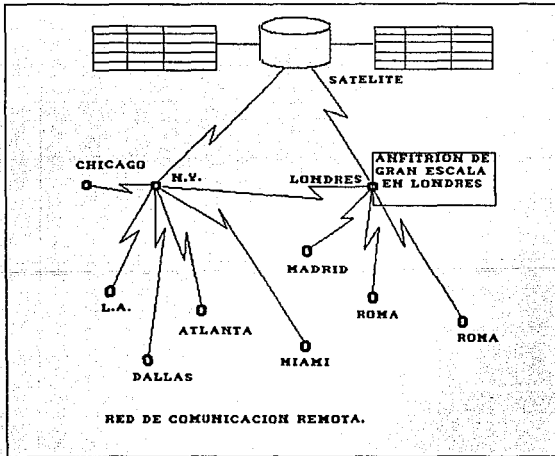 SATELITE
CHICAGO
N.Y.
LONDRES
ANFITRION DE
GRAN ESCALA
EN LONDRES
MADRID
L.A.
ATLANTA
ROMA
ROMA
DALLAS
MIAMI
RED DE COMUNICACION REMOTA.